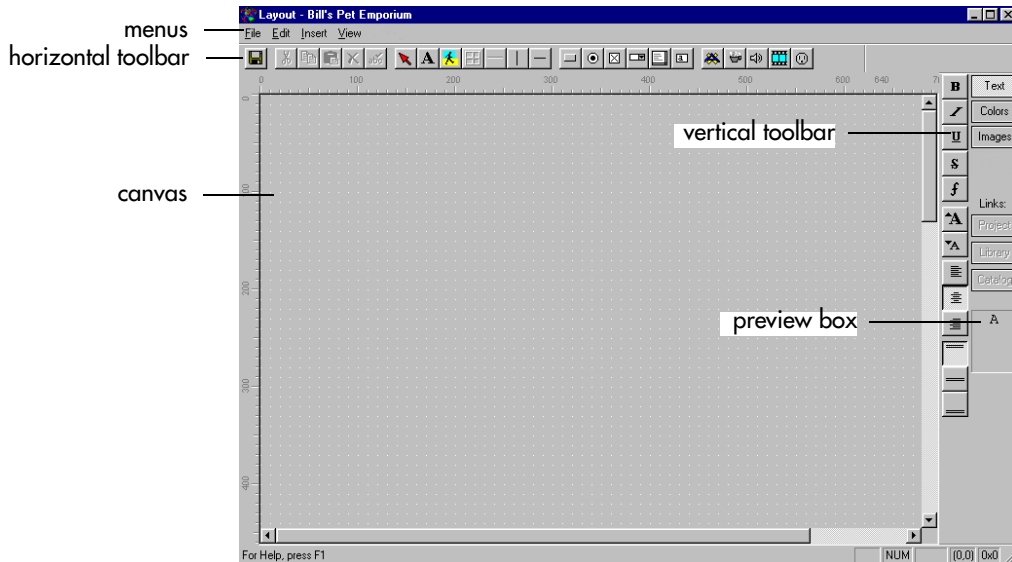 Layout - Bill's Pet Emporium
menus
File Edit Insert View
horizontal toolbar
A
0 100 200 300 400 500 600 640
0
B Text
Colors
vertical toolbar
U Images
S
canvas
100
f
Links:
A Project
A Library
200
Catalog
preview box
A
300
400
For Help, press F1
NUM (0,0) 0x0